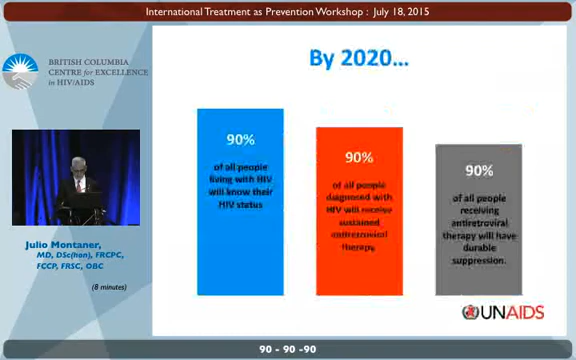 International Treatment as Prevention Workshop : July 18, 2015
BRITISH COLUMBIA
CENTRE for EXCELLENCE
in HIV/AIDS
By 2020...
90%
of all people
living with HIV
will know their
HIV status
90%
of all people
diagnosed with
HIV will receive
sustained
antiretroviral
therapy
90%
of all people
receiving
antiretroviral
therapy will have
durable
suppression.
Julio Montaner,
MD, DSc(hon), FRCPC,
FCCP, FRSC, OBC
(8 minutes)
UNAIDS
90 - 90 -90